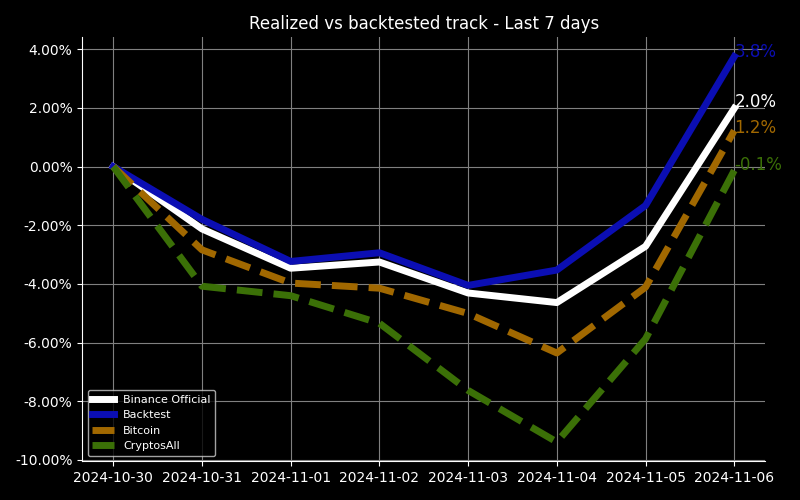 Realized vs backtested track - Last 7 days
4.00%
2.00%
0.00%
-2.00%
-4.00%
-6.00%
-8.00%
-10.00%
3.8%
2.0%
1.2%
-0.1%
Binance Official
Backtest
Bitcoin
CryptosAll
2024-10-30 2024-10-31 2024-11-01 2024-11-02 2024-11-03 2024-11-04 2024-11-05 2024-11-06